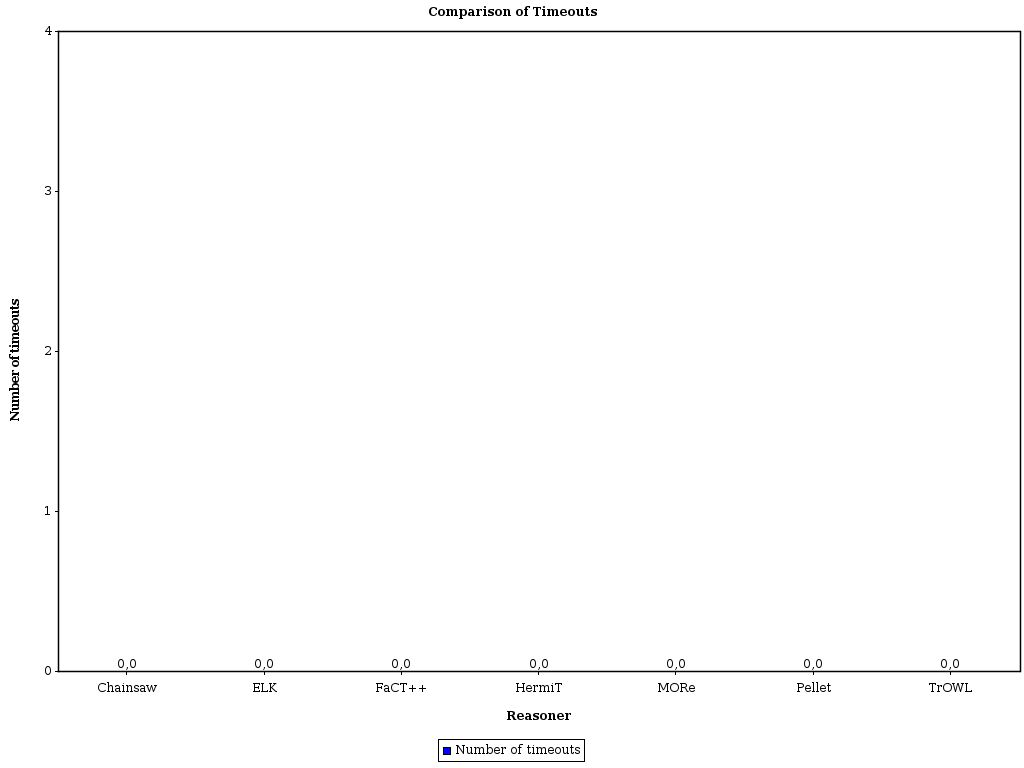 Comparison of Timeouts
4
3
2
1
0
Number of timeouts
0,0 0,0 0,0 0,0 0,0 0,0 0,0
Chainsaw ELK FaCT++ HermiT MORe Pellet TrOWL
Reasoner
Number of timeouts